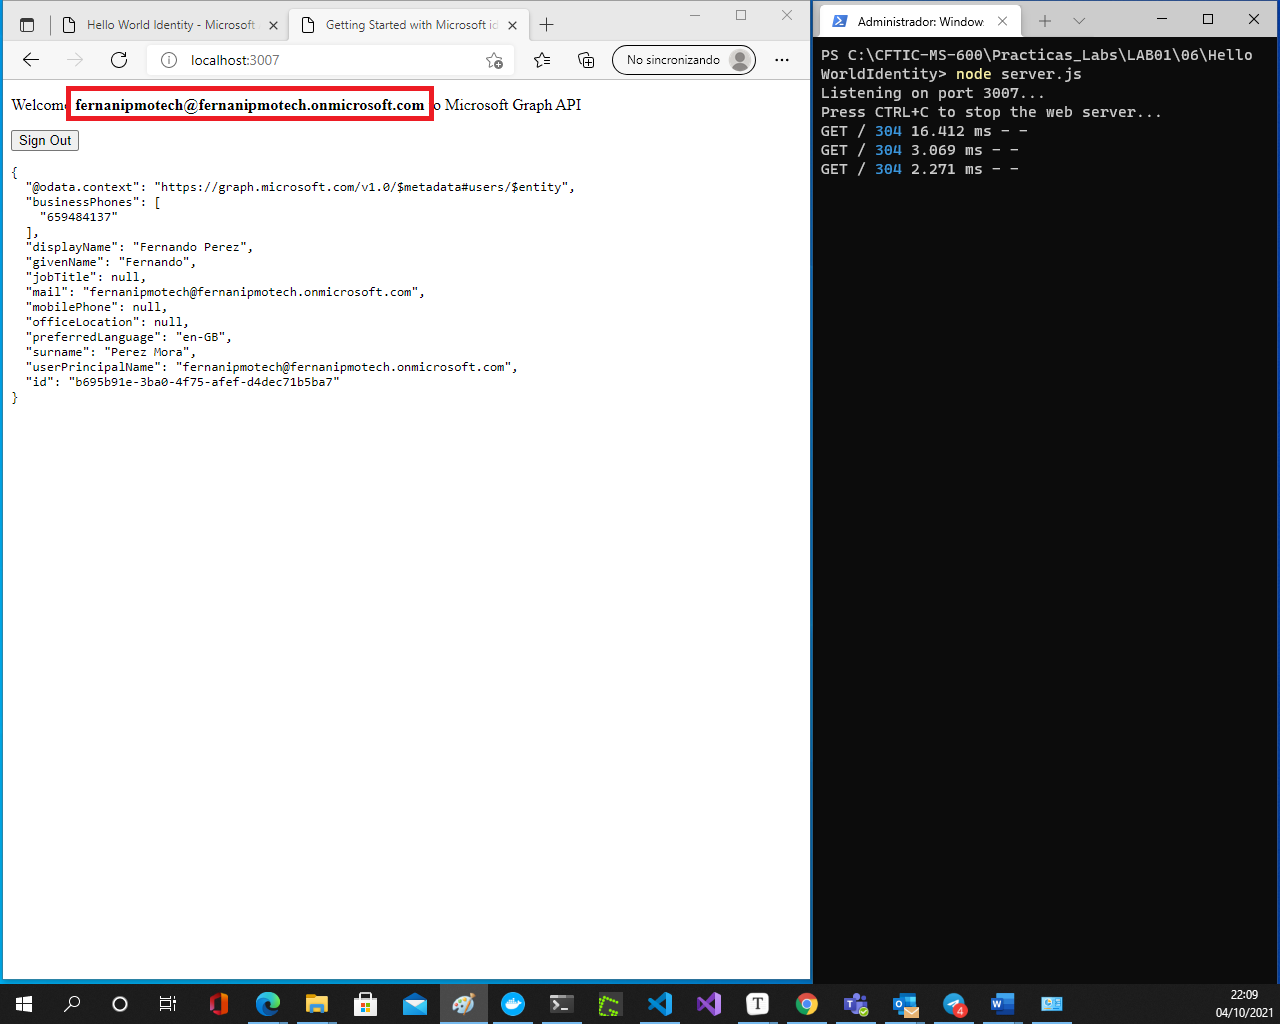 Hello World Identity - Microsoft
Getting Started with Microsoft id
localhost:3007
No sincronizando
Welcome fernanipmotech@fernanipmotech.onmicrosoft.com o Microsoft Graph API
Sign Out
{
"@odata.context": "https://graph.microsoft.com/v1.0/$metadata#users/$entity",
"businessPhones": [
"659484137"
],
"displayName": "Fernando Perez",
"givenName": "Fernando",
"jobTitle": null,
"mail": "fernanipmotech@fernanipmotech.onmicrosoft.com",
"mobilePhone": null,
"officeLocation": null,
"preferredLanguage": "en-GB",
"surname": "Perez Mora",
"userPrincipalName": "fernanipmotech@fernanipmotech.onmicrosoft.com",
"id": "b695b91e-3ba0-4f75-afef-d4dec71b5ba7"
}
Administrador: Windows
PS C:\CFTIC-MS-600\Practicas_Labs\LAB01\06\Hello
WorldIdentity> node server.js
Listening on port 3007...
Press CTRL+C to stop the web server...
GET / 304 16.412 ms - -
GET / 304 3.069 ms - -
GET / 304 2.271 ms - -
T
4
22:09
04/10/2021